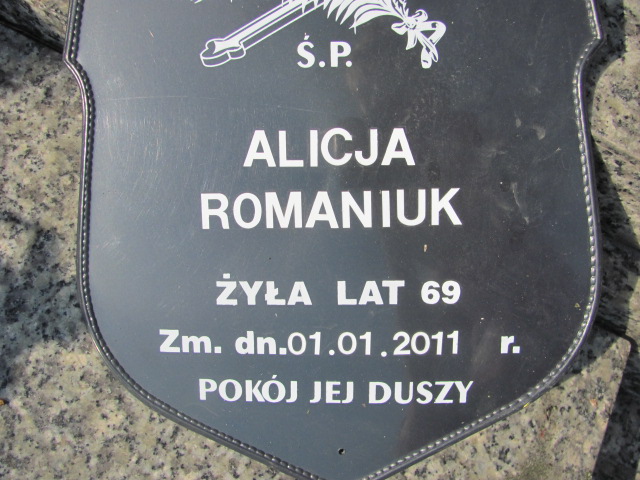 Ś.P.
ALICJA
ROMANIUK
ŻYŁA LAT 69
Zm. dn.01.01.2011 r.
POKÓJ JEJ DUSZY